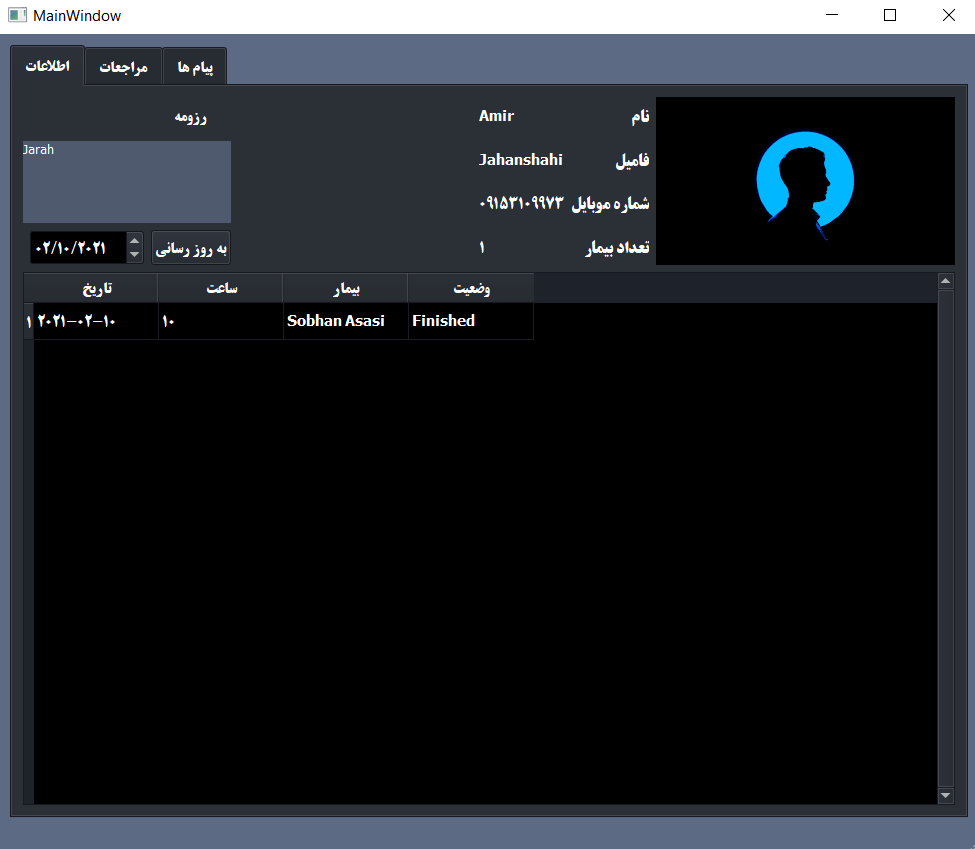 MainWindow
اطلاعات
مراجعات
پیام ها
نام Amir
فامیل Jahanshahi
شماره موبایل ۰۹۱۵۳۱۰۹۹۷۳
تعداد بیمار ۱
رزومه
Jarah
۰۲/۱۰/۲۰۲۱
به روز رسانی
تاریخ ساعت بیمار وضعیت
۱ ۲۰۲۱-۰۲-۱۰ ۱۰ Sobhan Asasi Finished